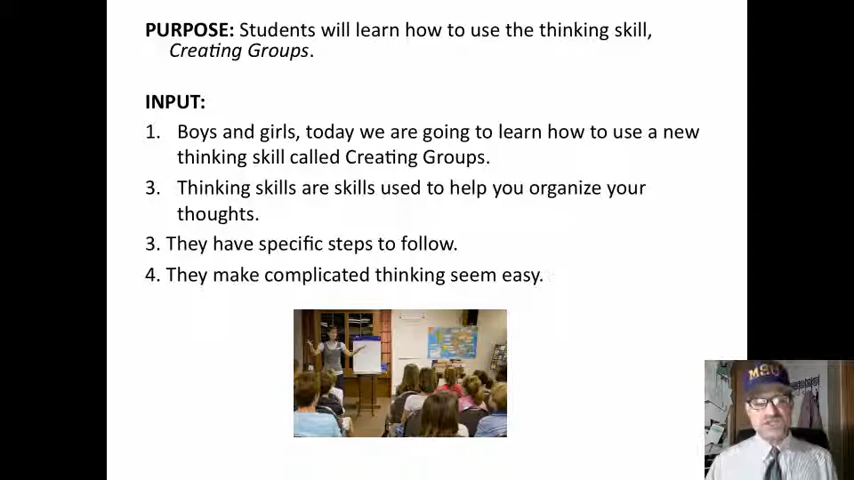 PURPOSE: Students will learn how to use the thinking skill,
Creating Groups.
INPUT:
1. Boys and girls, today we are going to learn how to use a new
thinking skill called Creating Groups.
3. Thinking skills are skills used to help you organize your
thoughts.
3. They have specific steps to follow.
4. They make complicated thinking seem easy.
MSU